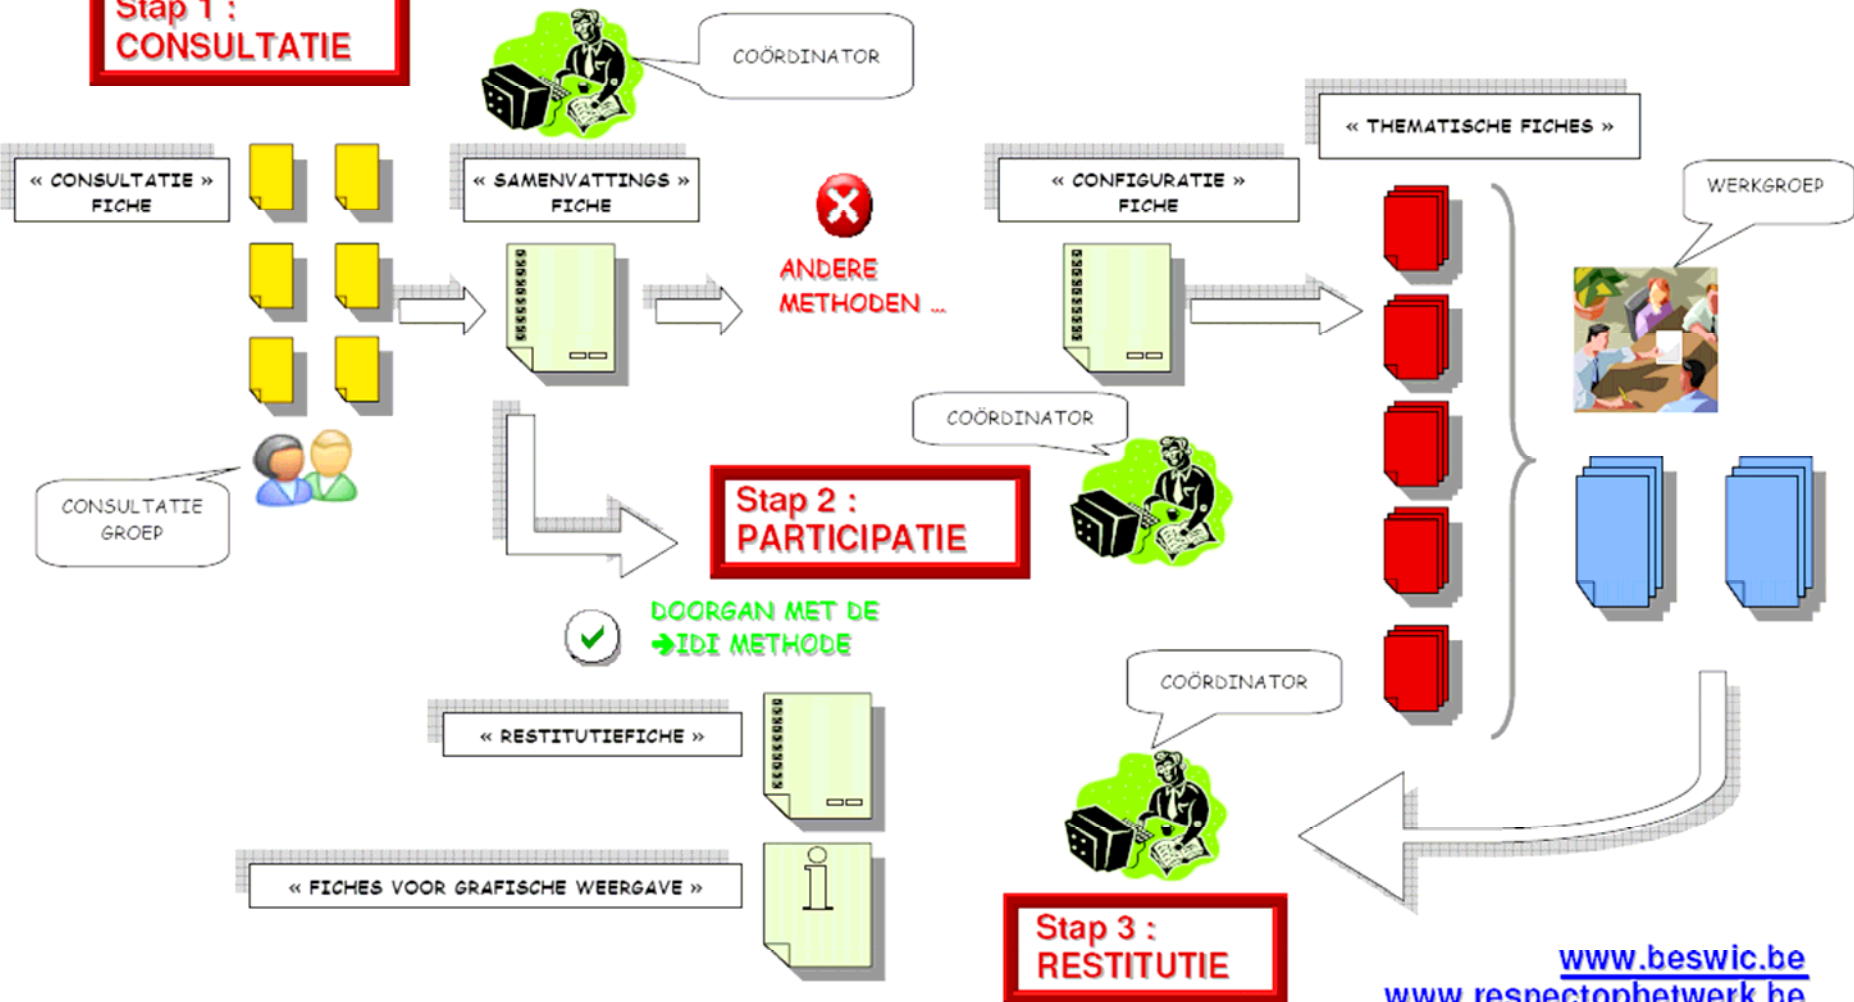 Stap 1 :
CONSULTATIE
COÖRDINATOR
« THEMATISCHE FICHES »
« CONSULTATIE »
FICHE
« SAMENVATTINGS »
FICHE
« CONFIGURATIE »
FICHE
WERKGROEP
ANDERE
METHODEN ...
COÖRDINATOR
CONSULTATIE
GROEP
Stap 2 :
PARTICIPATIE
DOORGAN MET DE
➔IDI METHODE
COÖRDINATOR
« RESTITUTIEFICHE »
« FICHES VOOR GRAFISCHE WEERGAVE »
i
Stap 3 :
RESTITUTIE
www.beswic.be
www.respectophetwerk.be